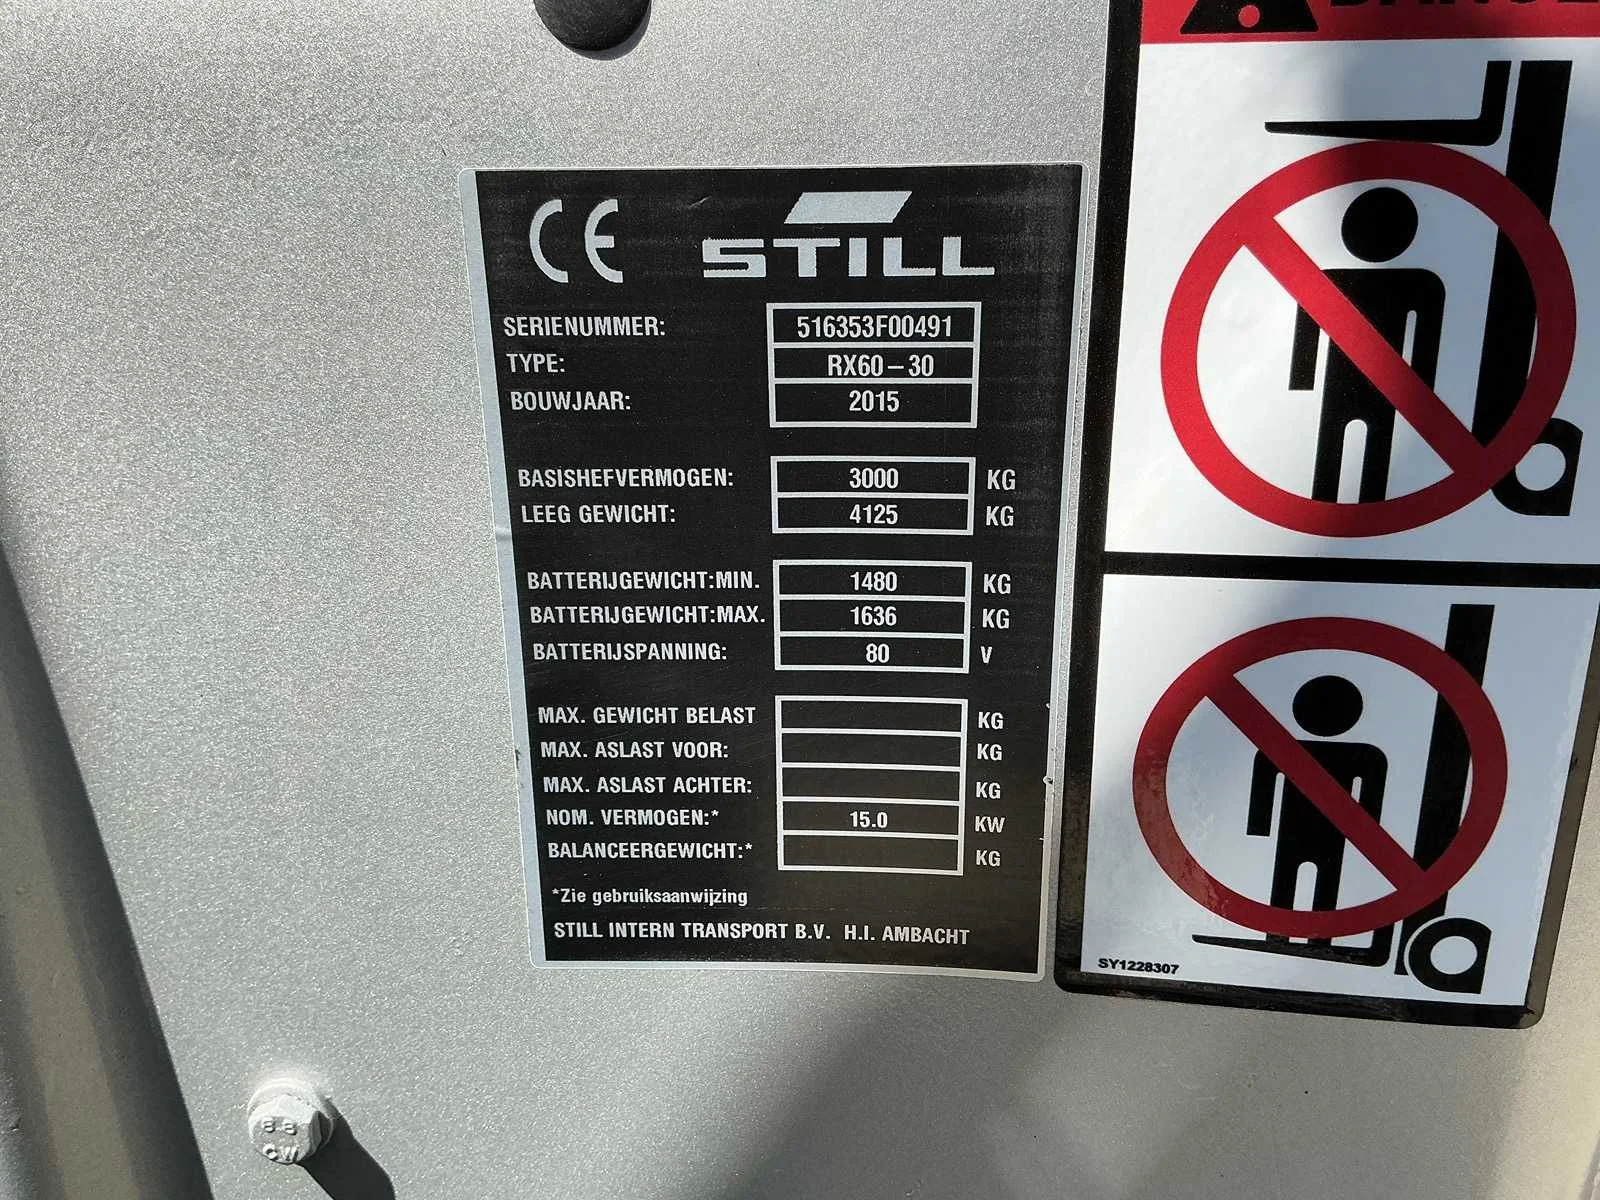 CE STILL
SERIENUMMER: 516353F00491
TYPE: RX60-30
BOUWJAAR: 2015
BASISHEFVERMOGEN: 3000 KG
LEEG GEWICHT: 4125 KG
BATTERIJGEWICHT:MIN. 1480 KG
BATTERIJGEWICHT:MAX. 1636 KG
BATTERIJSPANNING: 80 V
MAX. GEWICHT BELAST KG
MAX. ASLAST VOOR: KG
MAX. ASLAST ACHTER: KG
NOM. VERMOGEN:* 15.0 KW
BALANCEERGEWICHT:* KG
*Zie gebruiksaanwijzing
STILL INTERN TRANSPORT B.V. H.I. AMBACHT
SY1228307
88